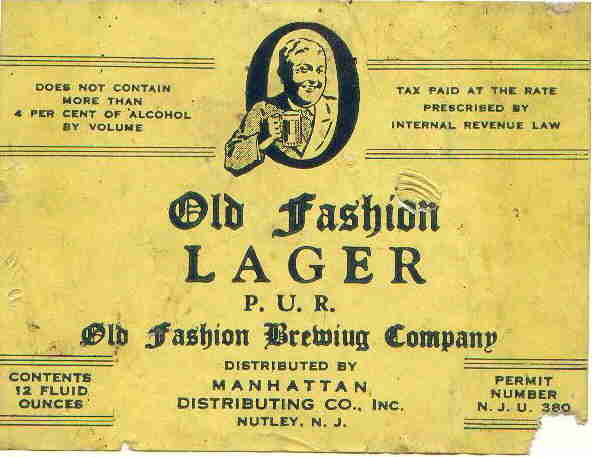 DOES NOT CONTAIN
MORE THAN
4 PER CENT OF ALCOHOL
BY VOLUME
TAX PAID AT THE RATE
PRESCRIBED BY
INTERNAL REVENUE LAW
Old Fashion
LAGER
P. U. R.
Old Fashion Brewing Company
DISTRIBUTED BY
MANHATTAN
DISTRIBUTING CO., INC.
NUTLEY, N. J.
CONTENTS
12 FLUID
OUNCES
PERMIT
NUMBER
N. J. U. 380